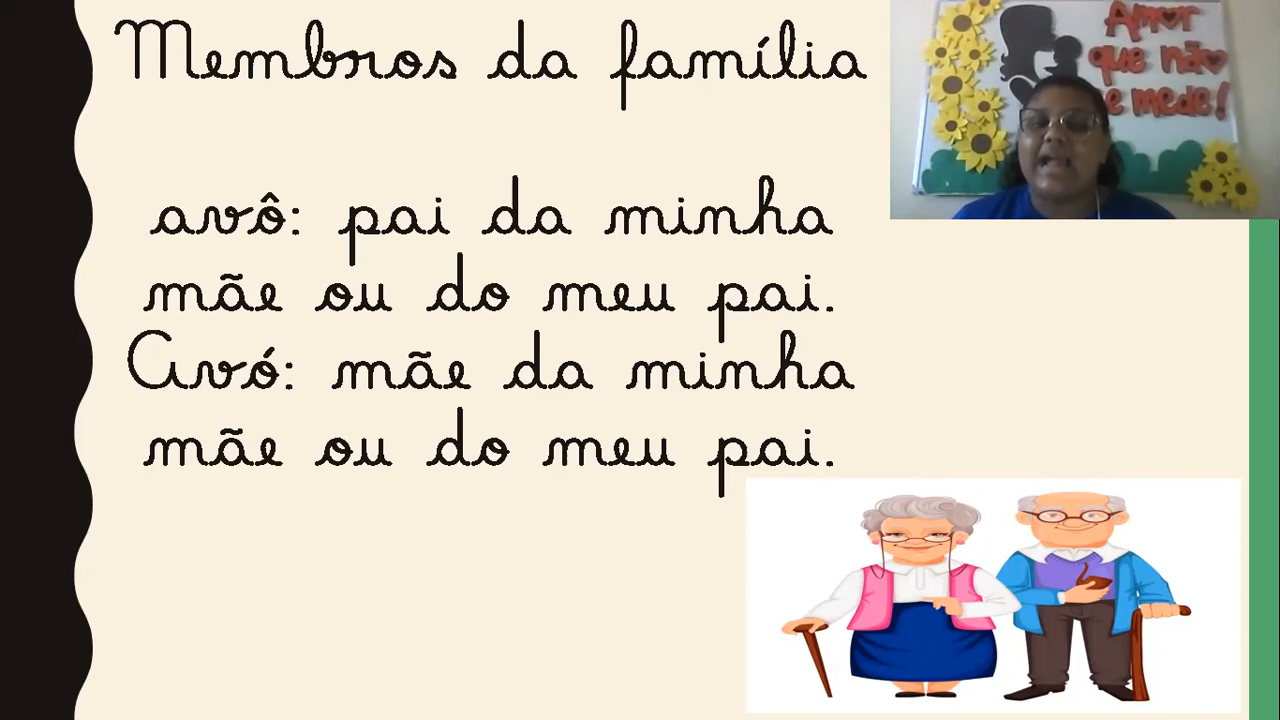 Membros da família
avô: pai da minha
mãe ou do meu pai.
Avó: mãe da minha
mãe ou do meu pai.
Amor
que não
e mede!